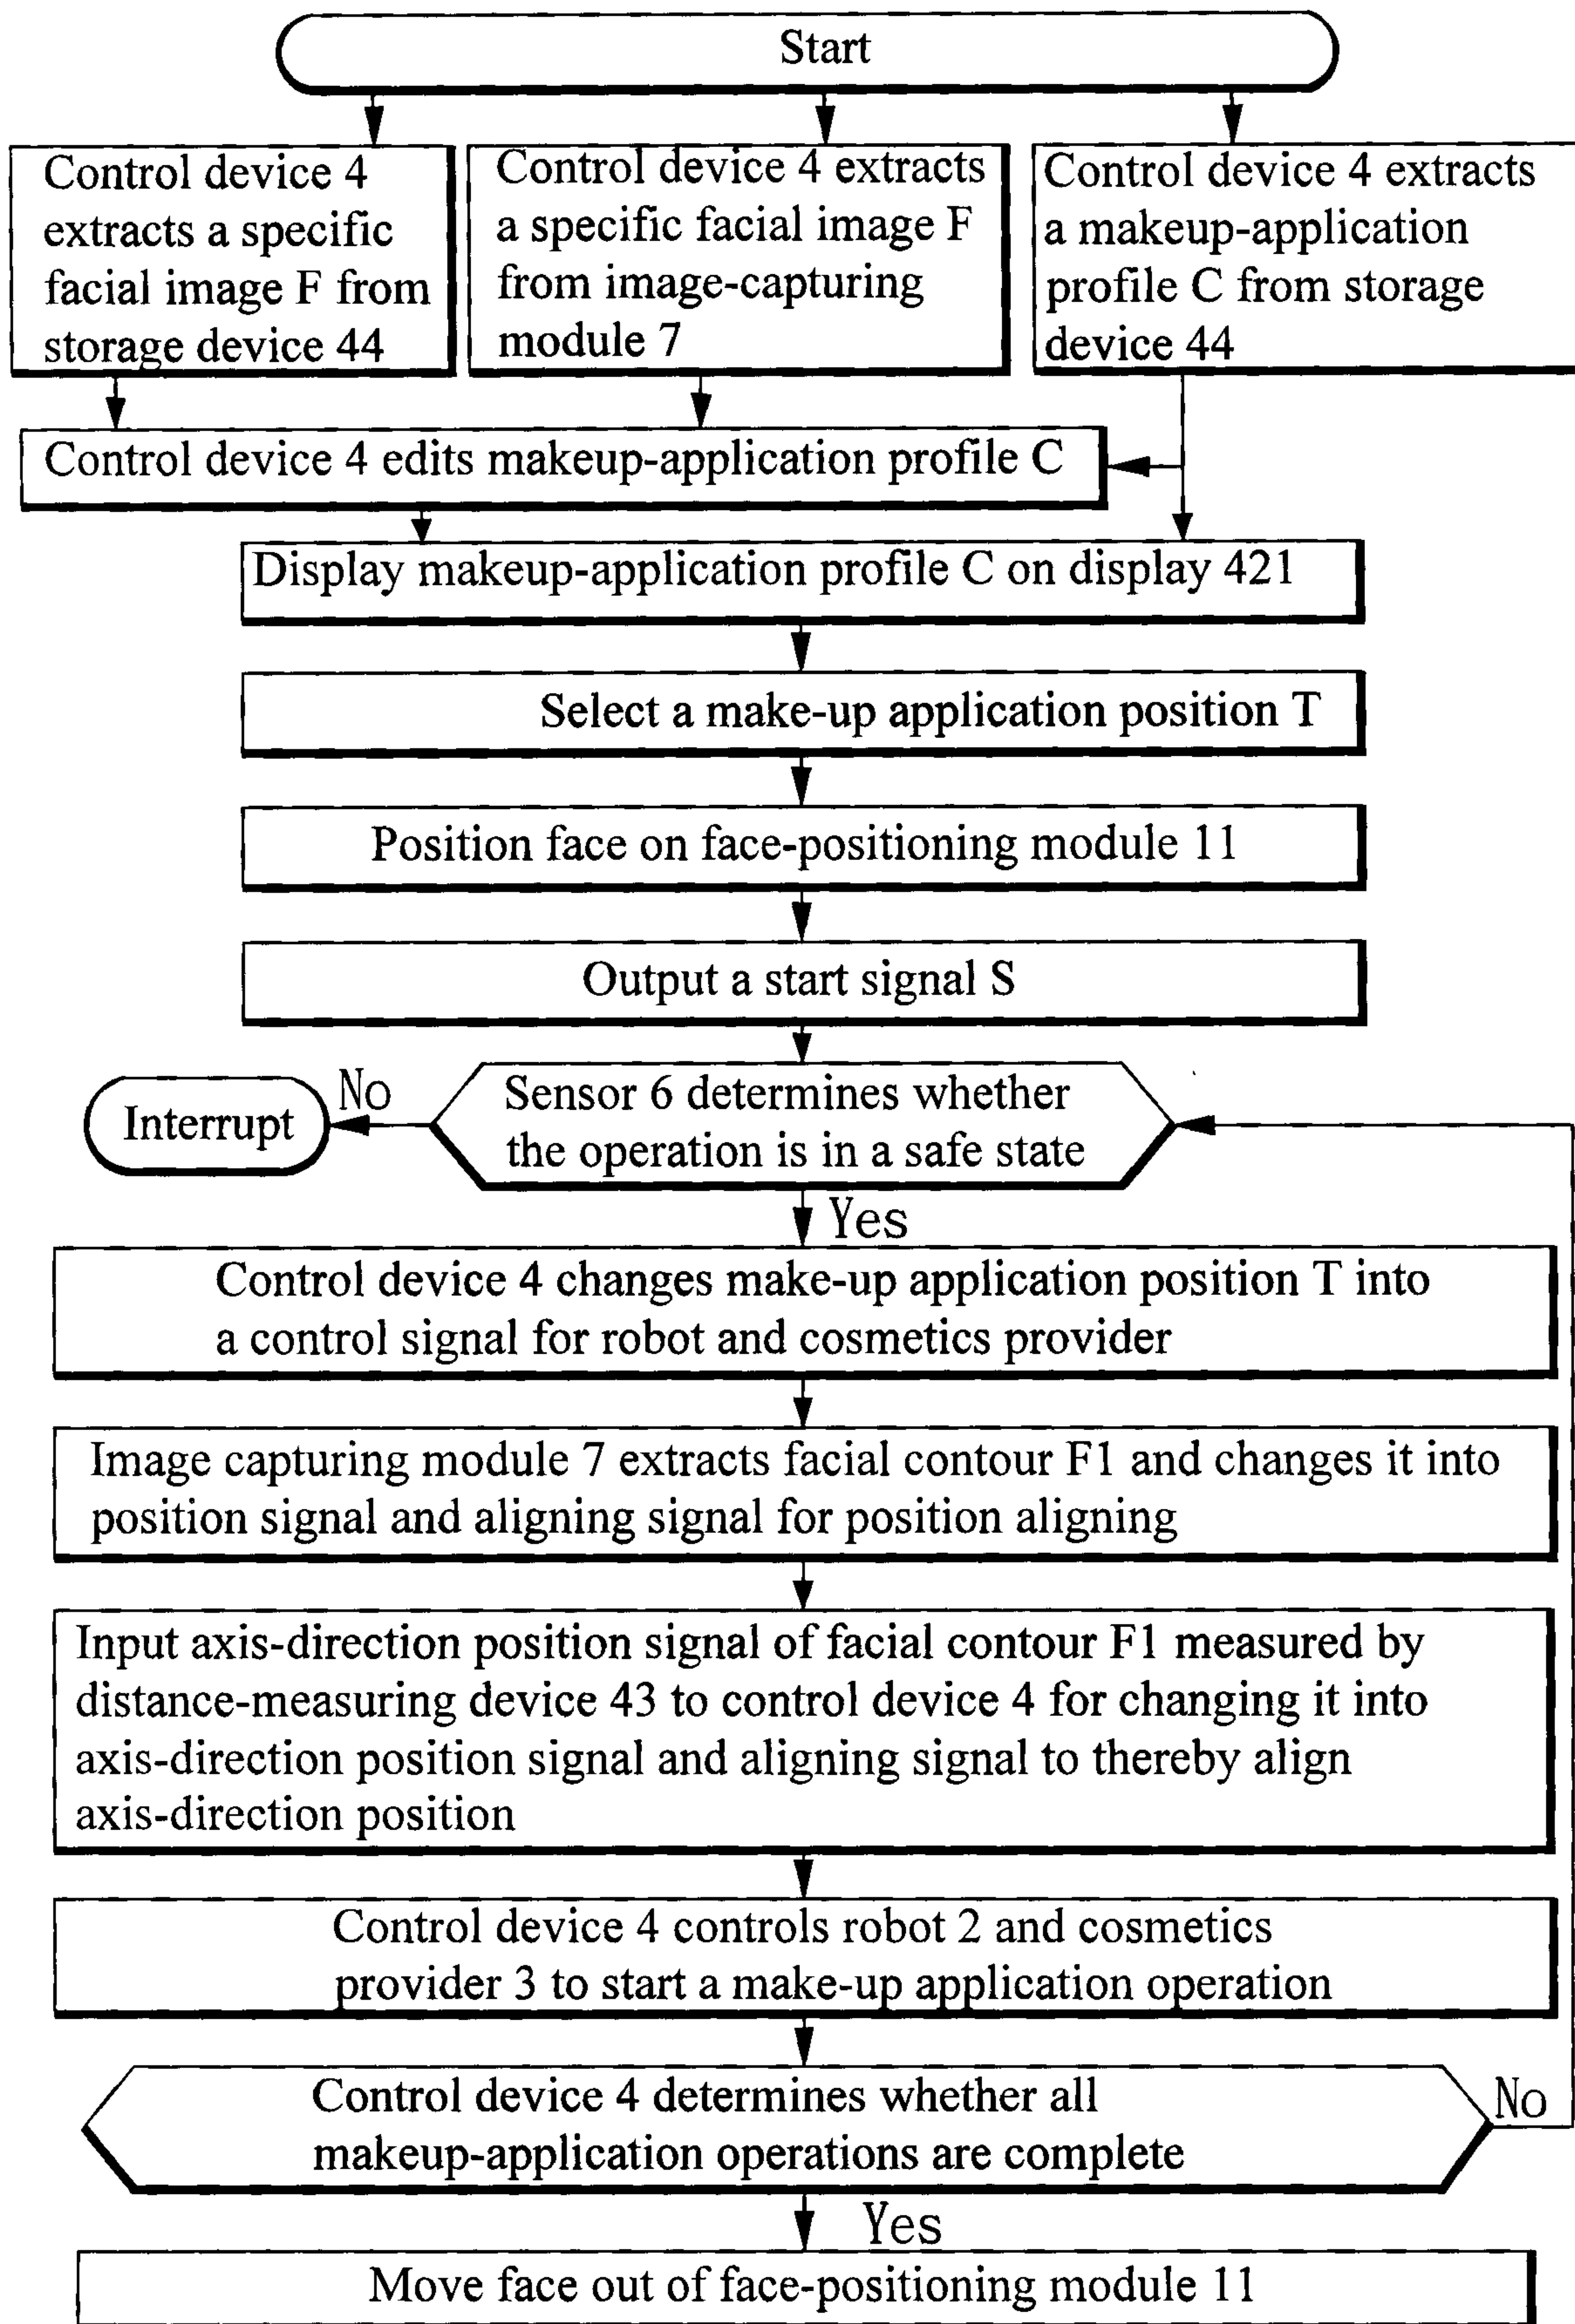 Start
Control device 4
extracts a specific
facial image F from
storage device 44
Control device 4 extracts
a specific facial image F
from image-capturing
module 7
Control device 4 extracts
a makeup-application
profile C from storage
device 44
Control device 4 edits makeup-application profile C
Display makeup-application profile C on display 421
Select a make-up application position T
Position face on face-positioning module 11
Output a start signal S
Sensor 6 determines whether
the operation is in a safe state
No
Interrupt
Yes
Control device 4 changes make-up application position T into
a control signal for robot and cosmetics provider
Image capturing module 7 extracts facial contour F1 and changes it into
position signal and aligning signal for position aligning
Input axis-direction position signal of facial contour F1 measured by
distance-measuring device 43 to control device 4 for changing it into
axis-direction position signal and aligning signal to thereby align
axis-direction position
Control device 4 controls robot 2 and cosmetics
provider 3 to start a make-up application operation
Control device 4 determines whether all
makeup-application operations are complete
No
Yes
Move face out of face-positioning module 11